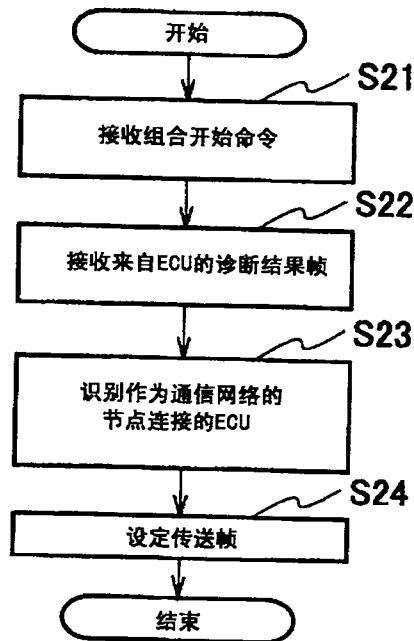 开始
S21
接收组合开始命令
S22
接收来自ECU的诊断结果帧
S23
识别作为通信网络的
节点连接的ECU
S24
设定传送帧
结束